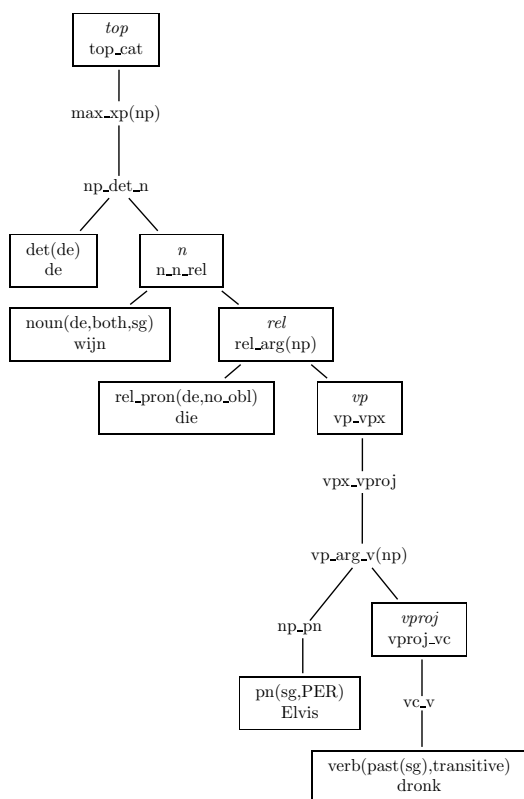 top
top_cat
max_xp(np)
np_det_n
det(de)
de
n
n_n_rel
noun(de,both,sg)
wijn
rel
rel_arg(np)
rel_pron(de,no_obl)
die
vp
vp_vpx
vpx_vproj
vp_arg_v(np)
np_pn
vproj
vproj_vc
pn(sg,PER)
Elvis
vc_v
verb(past(sg),transitive)
dronk